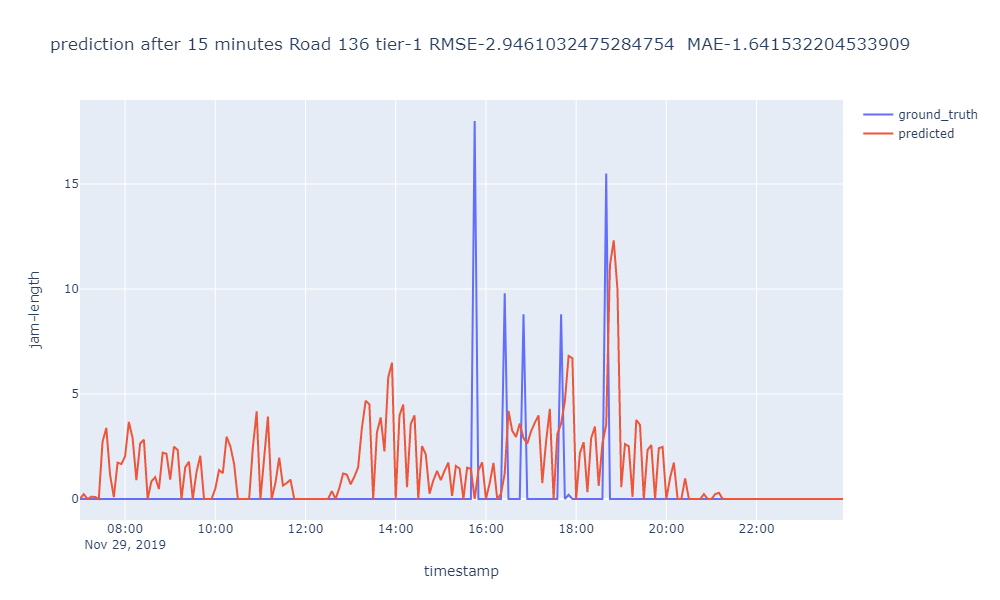 prediction after 15 minutes Road 136 tier-1 RMSE-2.9461032475284754  MAE-1.641532204533909
ground_truth
predicted
15
10
5
0
jam-length
08:00 10:00 12:00 14:00 16:00 18:00 20:00 22:00
Nov 29, 2019
timestamp